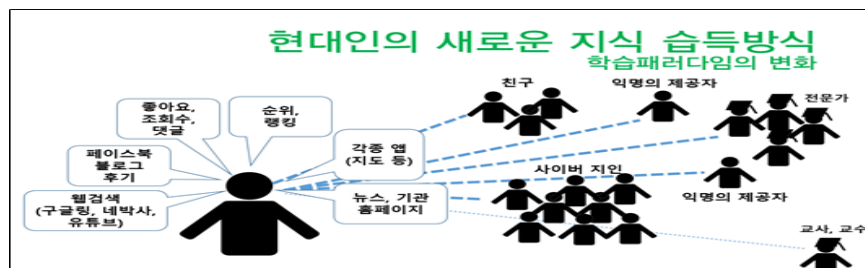 현대인의 새로운 지식 습득방식
학습패러다임의 변화
좋아요,
조회수,
댓글
순위,
랭킹
페이스북
블로그
후기
각종 앱
(지도 등)
웹검색
(구글링, 네박사,
유튜브)
뉴스, 기관
홈페이지
친구
익명의 제공자
전문가
사이버 지인
익명의 제공자
교사, 교수